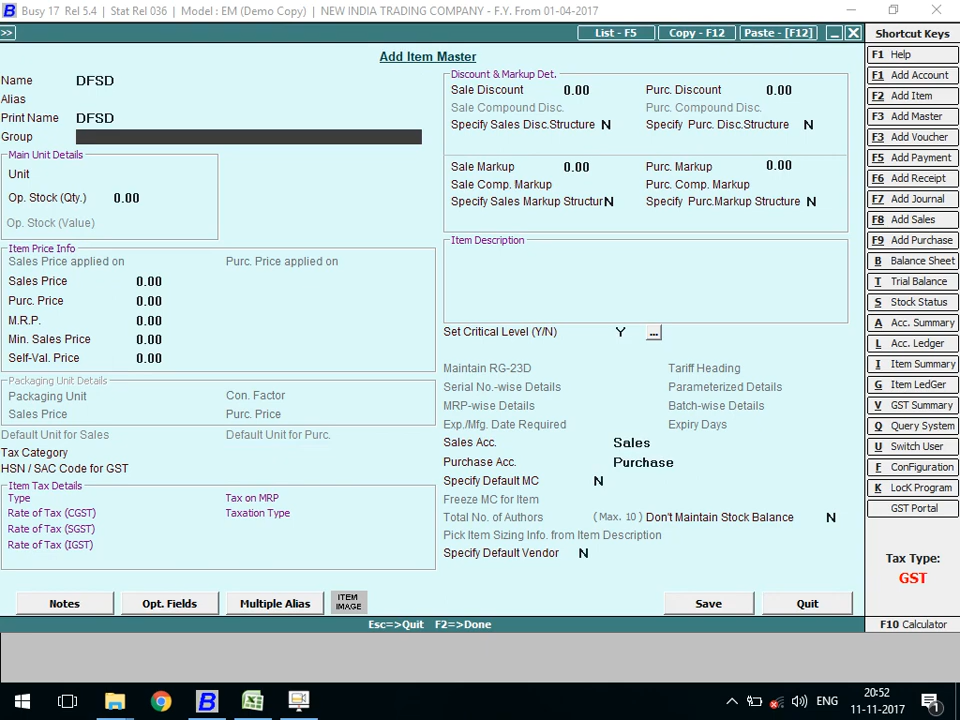 Busy 17 Rel 5.4 | Stat Rel 036 | Model : EM (Demo Copy) | NEW INDIA TRADING COMPANY - F.Y. From 01-04-2017
>> List - F5 Copy - F12 Paste - [F12]
Shortcut Keys
Add Item Master
Name DFSD
Alias
Print Name DFSD
Group
Main Unit Details
Unit
Op. Stock (Qty.) 0.00
Op. Stock (Value)
Item Price Info
Sales Price applied on Purc. Price applied on
Sales Price 0.00
Purc. Price 0.00
M.R.P. 0.00
Min. Sales Price 0.00
Self-Val. Price 0.00
Packaging Unit Details
Packaging Unit Con. Factor
Sales Price Purc. Price
Default Unit for Sales Default Unit for Purc.
Tax Category
HSN / SAC Code for GST
Item Tax Details
Type Tax on MRP
Rate of Tax (CGST) Taxation Type
Rate of Tax (SGST)
Rate of Tax (IGST)
Discount & Markup Det.
Sale Discount 0.00 Purc. Discount 0.00
Sale Compound Disc. Purc. Compound Disc.
Specify Sales Disc.Structure N Specify Purc. Disc.Structure N
Sale Markup 0.00 Purc. Markup 0.00
Sale Comp. Markup Purc. Comp. Markup
Specify Sales Markup Structur N Specify Purc.Markup Structure N
Item Description
Set Critical Level (Y/N) Y ...
Maintain RG-23D Tariff Heading
Serial No.-wise Details Parameterized Details
MRP-wise Details Batch-wise Details
Exp./Mfg. Date Required Expiry Days
Sales Acc. Sales
Purchase Acc. Purchase
Specify Default MC N
Freeze MC for Item
Total No. of Authors (Max. 10) Don't Maintain Stock Balance N
Pick Item Sizing Info. from Item Description
Specify Default Vendor N
Notes Opt. Fields Multiple Alias ITEM IMAGE Save Quit
Esc=>Quit F2=>Done
F1 Help
F1 Add Account
F2 Add Item
F3 Add Master
F3 Add Voucher
F5 Add Payment
F6 Add Receipt
F7 Add Journal
F8 Add Sales
F9 Add Purchase
B Balance Sheet
T Trial Balance
S Stock Status
A Acc. Summary
L Acc. Ledger
I Item Summary
G Item LedGer
V GST Summary
Q Query System
U Switch User
F Configuration
K LocK Program
GST Portal
Tax Type:
GST
F10 Calculator
ENG
20:52
11-11-2017
1